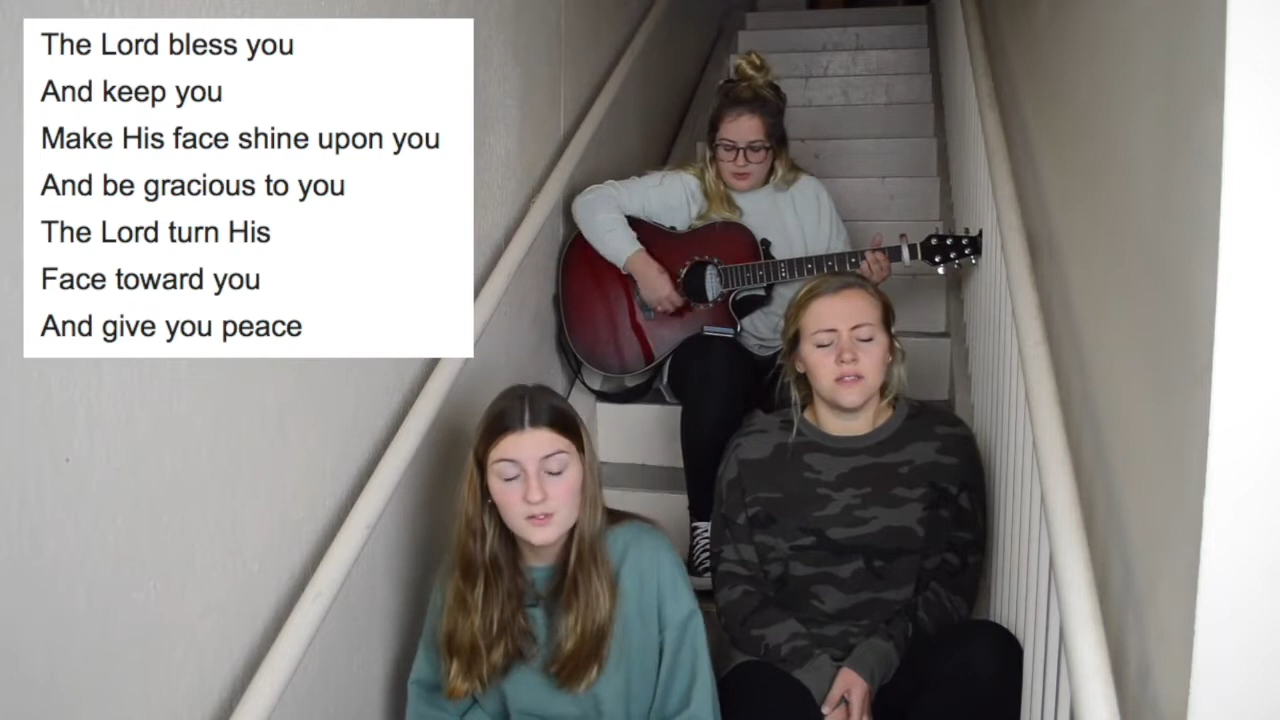 The Lord bless you
And keep you
Make His face shine upon you
And be gracious to you
The Lord turn His
Face toward you
And give you peace